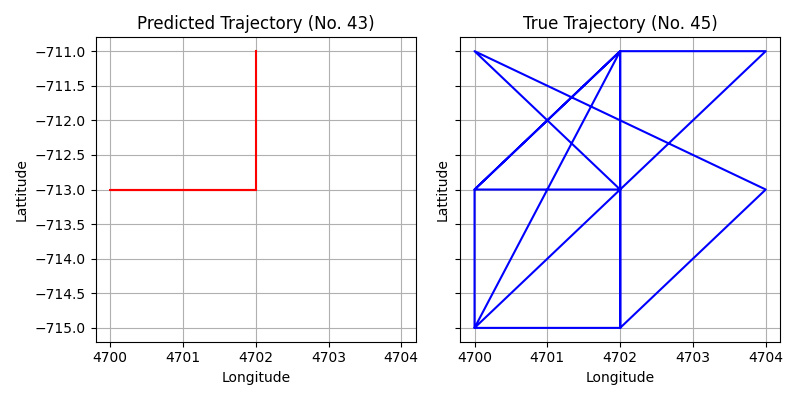 Predicted Trajectory (No. 43)
True Trajectory (No. 45)
Lattitude
−711.0
−711.5
−712.0
−712.5
−713.0
−713.5
−714.0
−714.5
−715.0
4700 4701 4702 4703 4704
Longitude
Lattitude
4700 4701 4702 4703 4704
Longitude